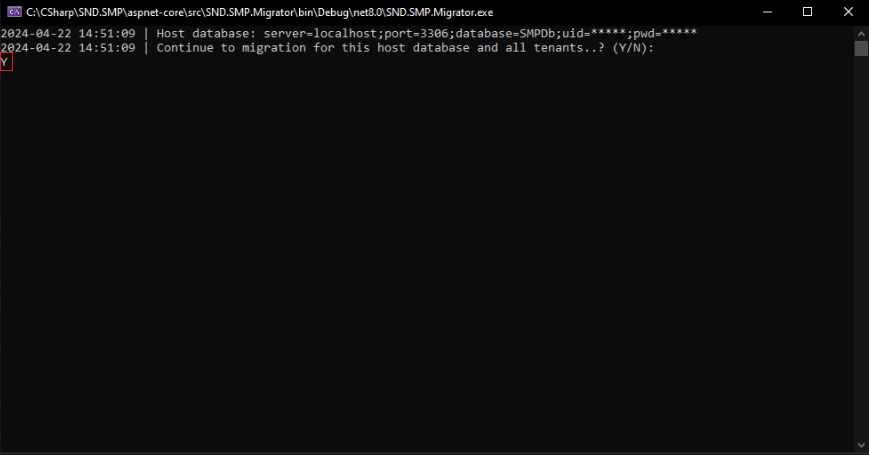 C:\CSharp\SND.SMP\aspnet-core\src\SND.SMP.Migrator\bin\Debug\net8.0\SND.SMP.Migrator.exe
2024-04-22 14:51:09 | Host database: server=localhost;port=3306;database=SMPDb;uid=*****;pwd=*****
2024-04-22 14:51:09 | Continue to migration for this host database and all tenants..? (Y/N):
Y